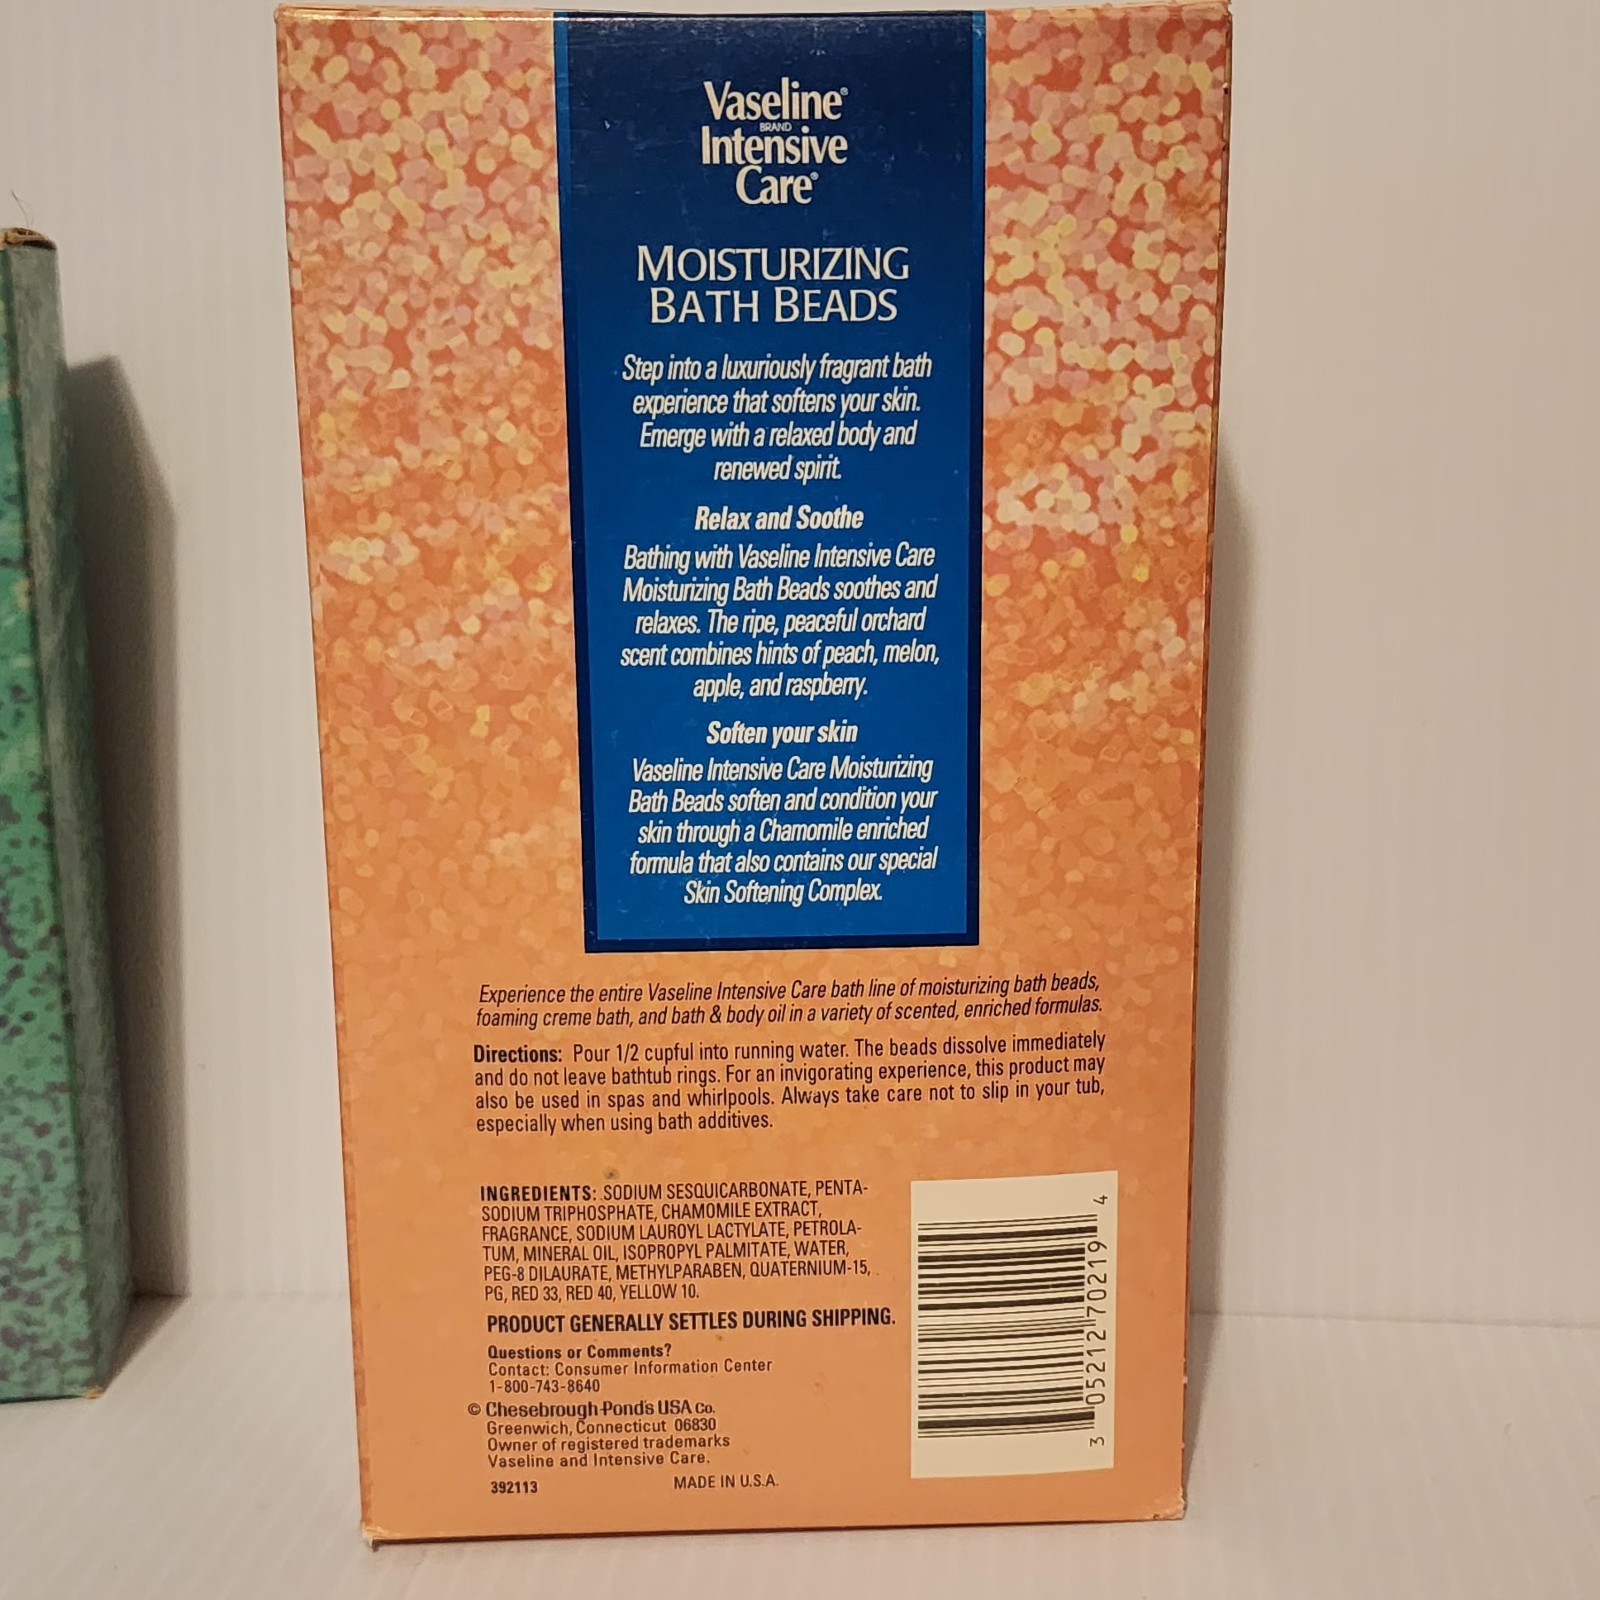 Vaseline®
BRAND
Intensive
Care®
MOISTURIZING
BATH BEADS
Step into a luxuriously fragrant bath
experience that softens your skin.
Emerge with a relaxed body and
renewed spirit.
Relax and Soothe
Bathing with Vaseline Intensive Care
Moisturizing Bath Beads soothes and
relaxes. The ripe, peaceful orchard
scent combines hints of peach, melon,
apple, and raspberry.
Soften your skin
Vaseline Intensive Care Moisturizing
Bath Beads soften and condition your
skin through a Chamomile enriched
formula that also contains our special
Skin Softening Complex.
Experience the entire Vaseline Intensive Care bath line of moisturizing bath beads,
foaming creme bath, and bath & body oil in a variety of scented, enriched formulas.
Directions: Pour 1/2 cupful into running water. The beads dissolve immediately
and do not leave bathtub rings. For an invigorating experience, this product may
also be used in spas and whirlpools. Always take care not to slip in your tub,
especially when using bath additives.
INGREDIENTS: SODIUM SESQUICARBONATE, PENTA-
SODIUM TRIPHOSPHATE, CHAMOMILE EXTRACT,
FRAGRANCE, SODIUM LAUROYL LACTYLATE, PETROLA-
TUM, MINERAL OIL, ISOPROPYL PALMITATE, WATER,
PEG-8 DILAURATE, METHYLPARABEN, QUATERNIUM-15,
PG, RED 33, RED 40, YELLOW 10.
PRODUCT GENERALLY SETTLES DURING SHIPPING.
Questions or Comments?
Contact: Consumer Information Center
1-800-743-8640
© Chesebrough-Pond's USA Co.
Greenwich, Connecticut 06830
Owner of registered trademarks
Vaseline and Intensive Care.
392113 MADE IN U.S.A.
3 05212 70219 4